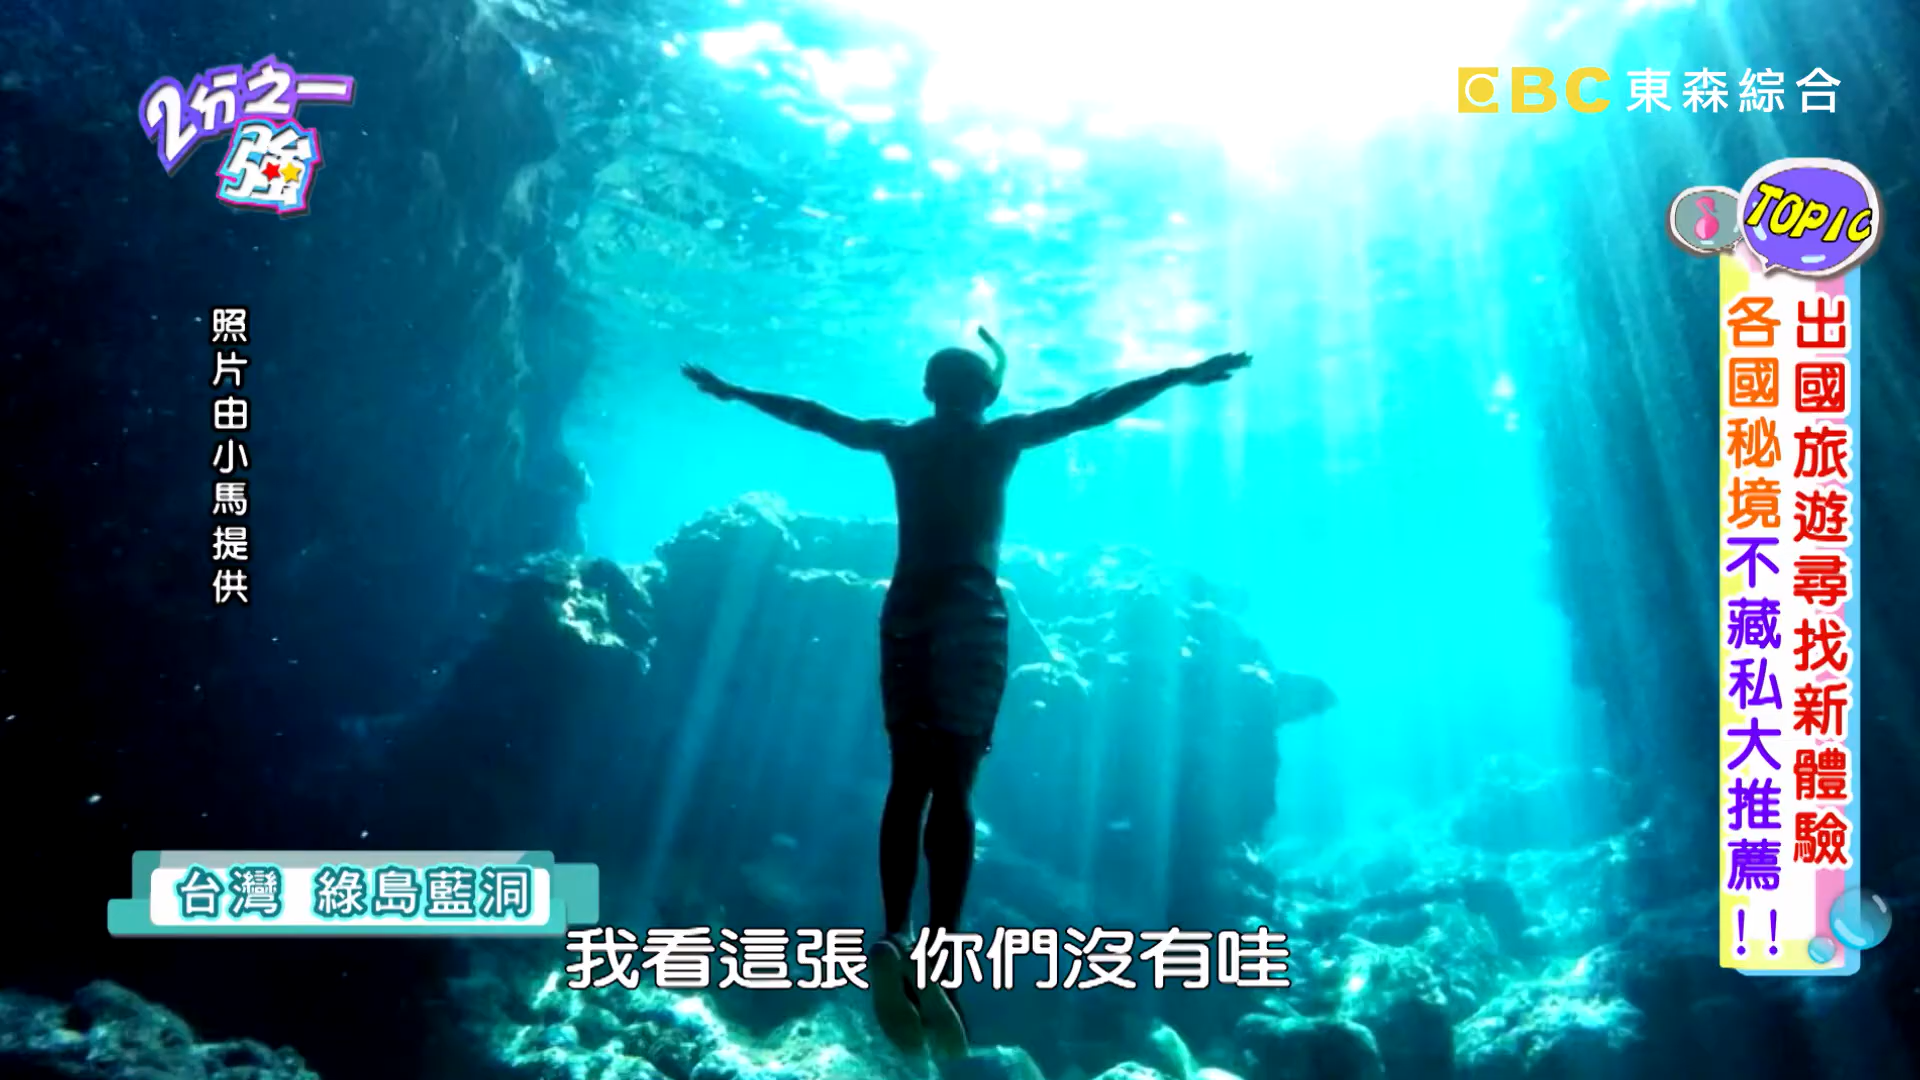 2分之一強
EBC 東森綜合
TOPIC
出國旅遊尋找新體驗
各國秘境不藏私大推薦!!
照片由小馬提供
台灣 綠島藍洞
我看這張 你們沒有哇